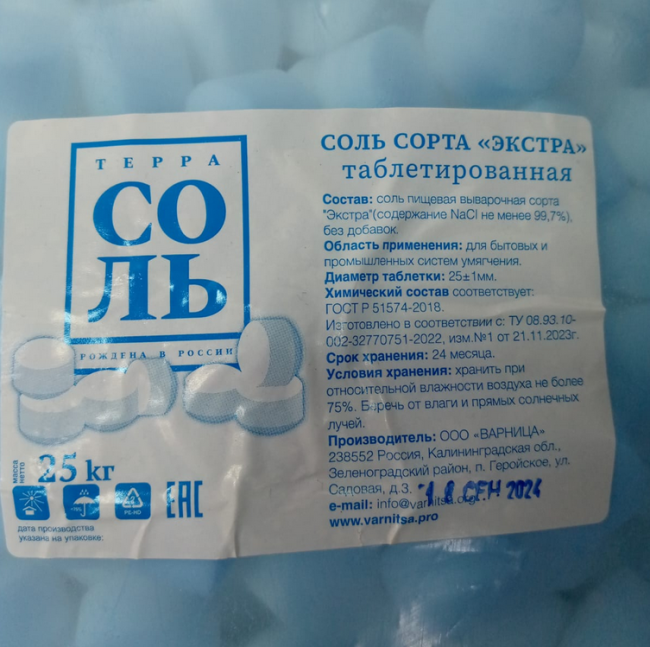 ТЕРРА
СО
ЛЬ
РОЖДЕНА В РОССИИ
масса
нетто
25 кг
PE-HD
EAC
дата производства
указана на упаковке:
СОЛЬ СОРТА «ЭКСТРА»
таблетированная
Состав: соль пищевая выварочная сорта
"Экстра"(содержание NaCl не менее 99,7%),
без добавок.
Область применения: для бытовых и
промышленных систем умягчения.
Диаметр таблетки: 25±1мм.
Химический состав соответствует:
ГОСТ Р 51574-2018.
Изготовлено в соответствии с: ТУ 08.93.10-
002-32770751-2022, изм.№1 от 21.11.2023г.
Срок хранения: 24 месяца.
Условия хранения: хранить при
относительной влажности воздуха не более
75%. Беречь от влаги и прямых солнечных
лучей.
Производитель: ООО «ВАРНИЦА»
238552 Россия, Калининградская обл.,
Зеленоградский район, п. Геройское, ул.
Садовая, д.3.
СЕН 2024
e-mail: info@varnitsa.org
www.varnitsa.pro